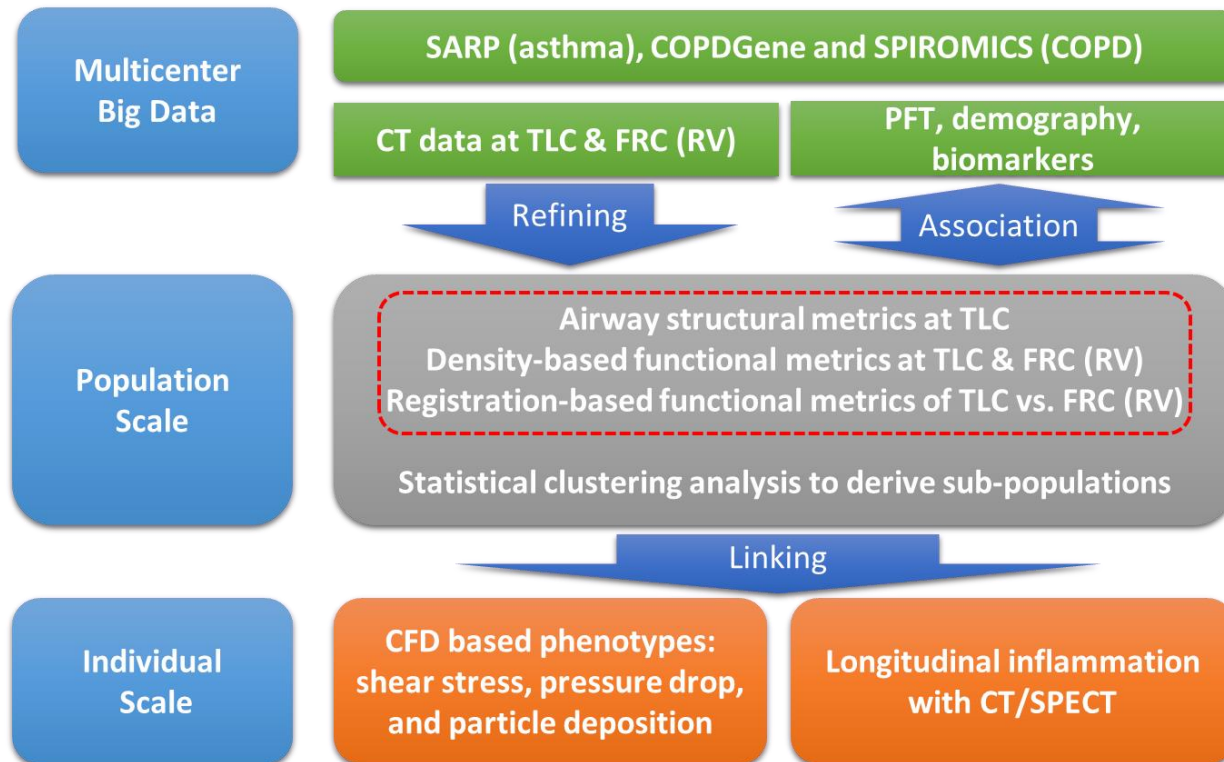 Multicenter
Big Data
SARP (asthma), COPDGene and SPIROMICS (COPD)
CT data at TLC & FRC (RV)
PFT, demography,
biomarkers
Refining
Association
Population
Scale
Airway structural metrics at TLC
Density-based functional metrics at TLC & FRC (RV)
Registration-based functional metrics of TLC vs. FRC (RV)
Statistical clustering analysis to derive sub-populations
Linking
Individual
Scale
CFD based phenotypes:
shear stress, pressure drop,
and particle deposition
Longitudinal inflammation
with CT/SPECT